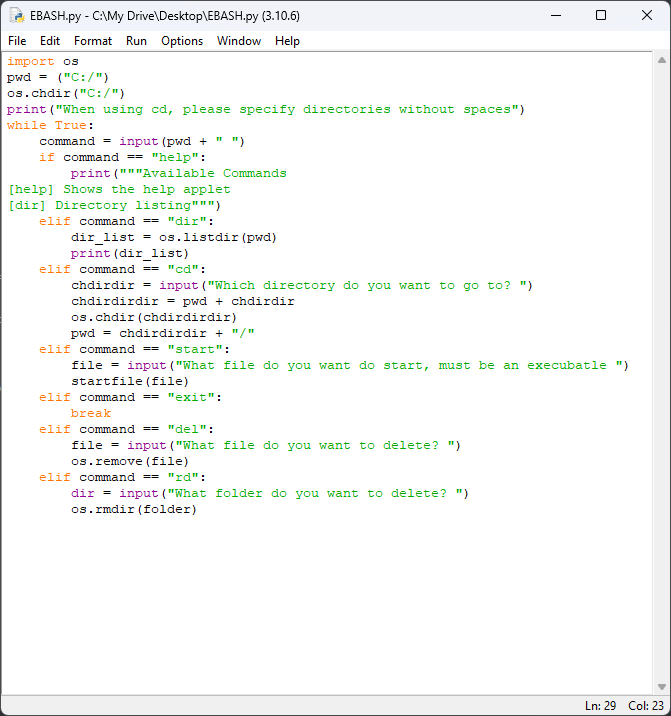 EBASH.py - C:\My Drive\Desktop\EBASH.py (3.10.6)
File Edit Format Run Options Window Help
import os
pwd = ("C:/")
os.chdir("C:/")
print("When using cd, please specify directories without spaces")
while True:
    command = input(pwd + " ")
    if command == "help":
        print("""Available Commands
[help] Shows the help applet
[dir] Directory listing""")
    elif command == "dir":
        dir_list = os.listdir(pwd)
        print(dir_list)
    elif command == "cd":
        chdirdir = input("Which directory do you want to go to? ")
        chdirdirdir = pwd + chdirdir
        os.chdir(chdirdirdir)
        pwd = chdirdirdir + "/"
    elif command == "start":
        file = input("What file do you want do start, must be an execubatle ")
        startfile(file)
    elif command == "exit":
        break
    elif command == "del":
        file = input("What file do you want to delete? ")
        os.remove(file)
    elif command == "rd":
        dir = input("What folder do you want to delete? ")
        os.rmdir(folder)
Ln: 29 Col: 23